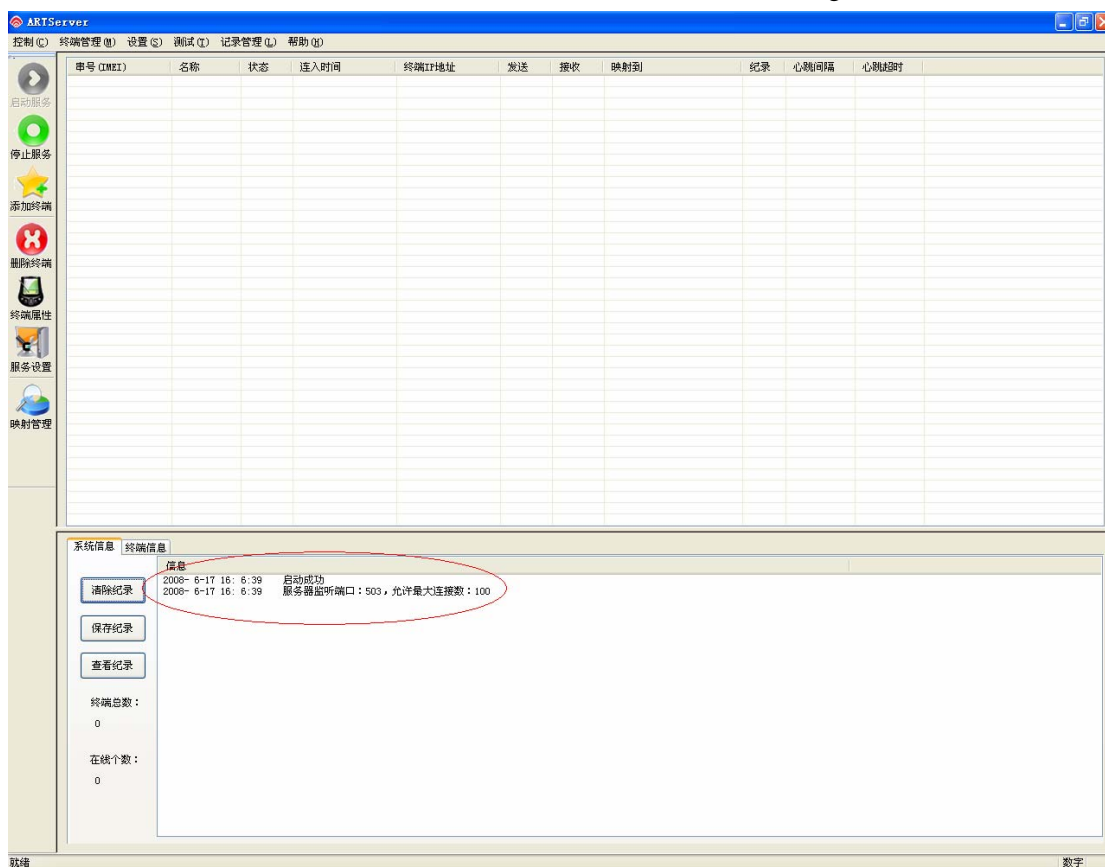 ARTServer
控制(C) 终端管理(M) 设置(S) 测试(T) 记录管理(L) 帮助(H)
串号(IMEI) 名称 状态 连入时间 终端IP地址 发送 接收 映射到 纪录 心跳间隔 心跳超时
启动服务
停止服务
添加终端
删除终端
终端属性
服务设置
映射管理
系统信息 终端信息
信息
2008- 6-17 16: 6:39 启动成功
2008- 6-17 16: 6:39 服务器监听端口：503，允许最大连接数：100
清除纪录
保存纪录
查看纪录
终端总数：
0
在线个数：
0
就绪 数字